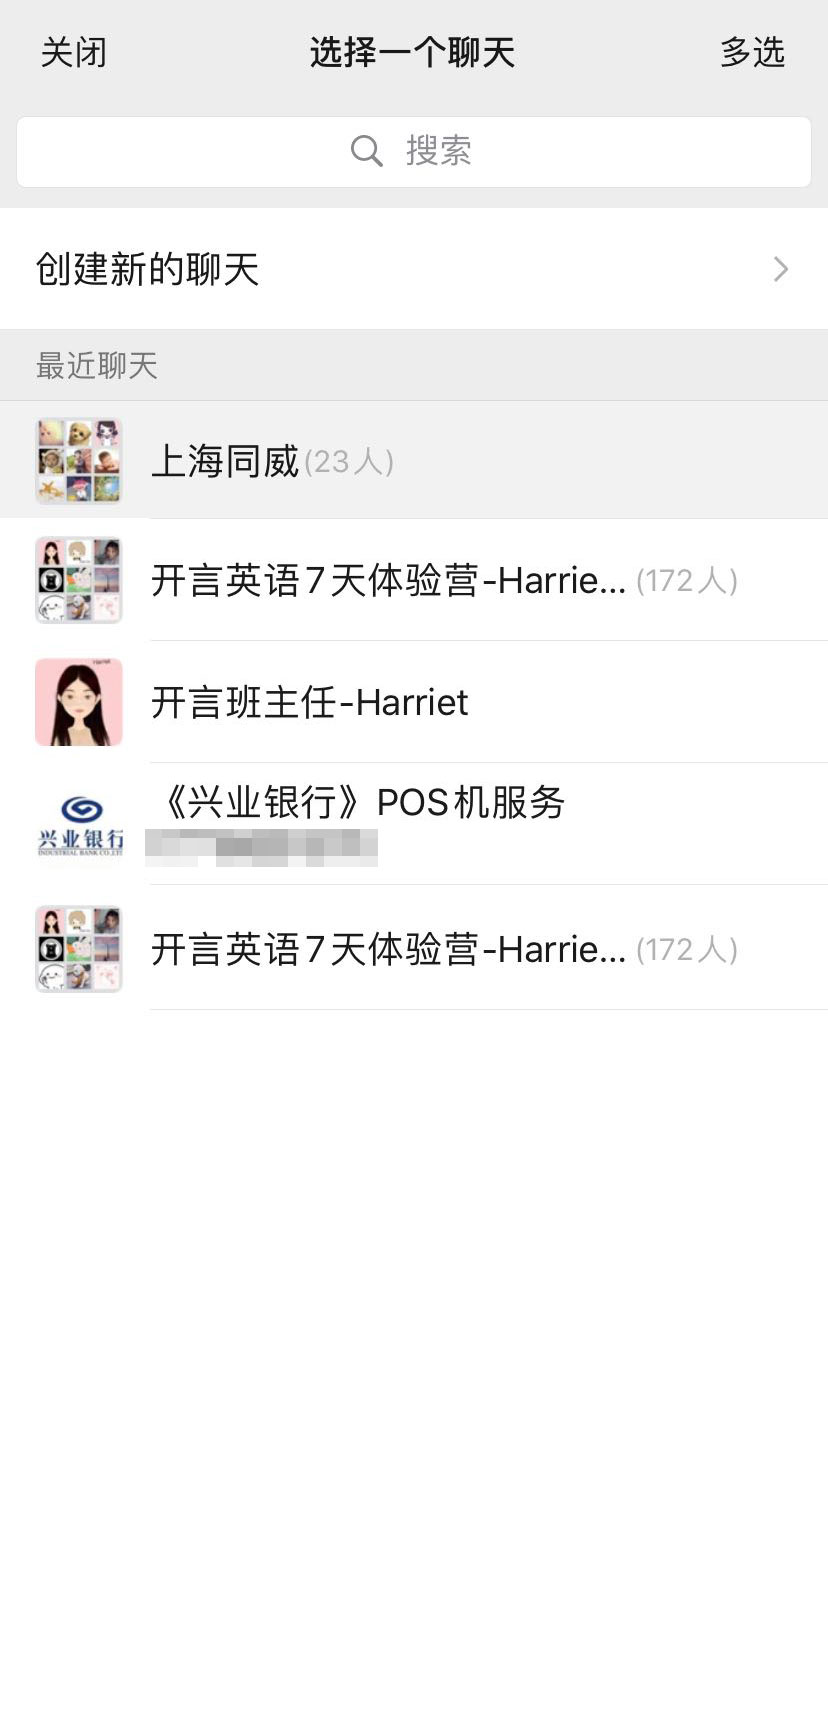 关闭 选择一个聊天 多选
搜索
创建新的聊天
最近聊天
上海同威(23人)
开言英语7天体验营-Harrie... (172人)
开言班主任-Harriet
《兴业银行》POS机服务
兴业银行
INDUSTRIAL BANK CO.,LTD
开言英语7天体验营-Harrie... (172人)